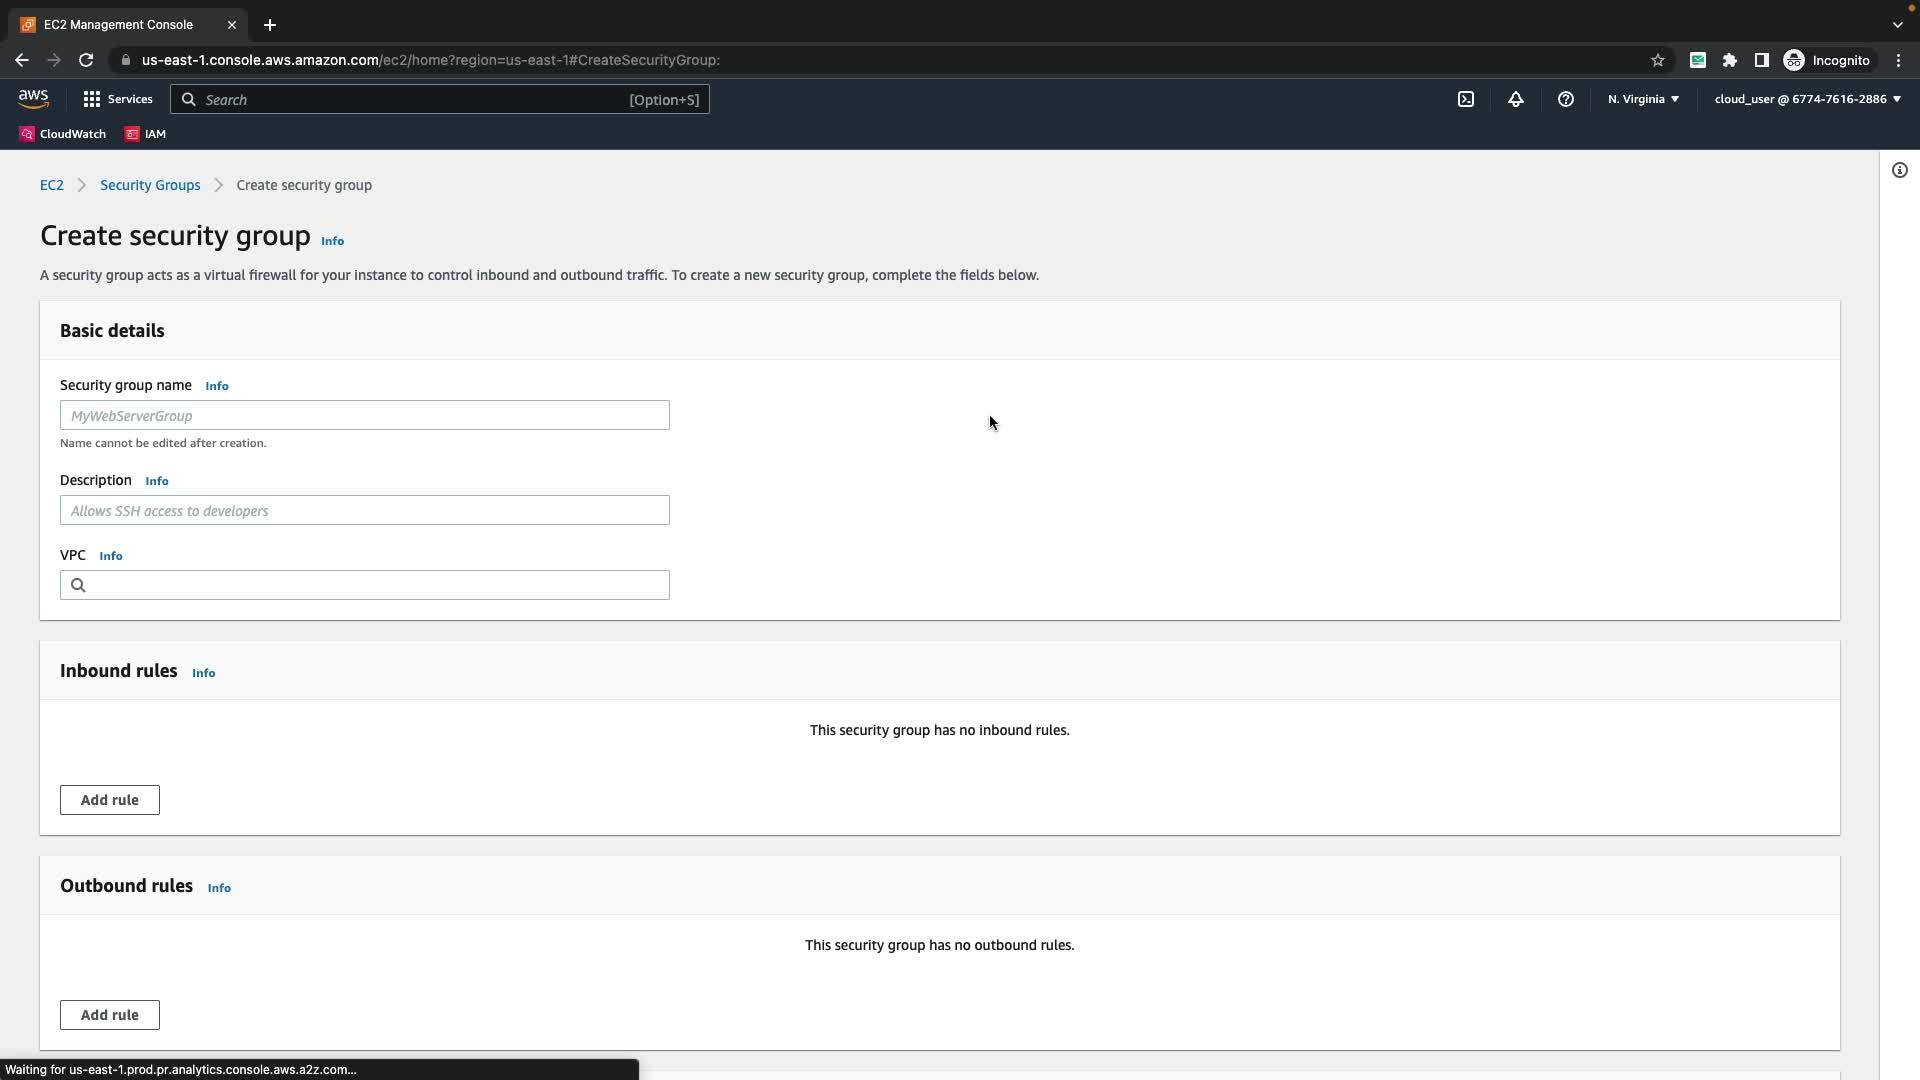 EC2 Management Console
us-east-1.console.aws.amazon.com/ec2/home?region=us-east-1#CreateSecurityGroup:
Incognito
aws
Services
Search
[Option+S]
N. Virginia
cloud_user @ 6774-7616-2886
CloudWatch
IAM
EC2
Security Groups
Create security group
Create security group Info
A security group acts as a virtual firewall for your instance to control inbound and outbound traffic. To create a new security group, complete the fields below.
Basic details
Security group name Info
MyWebServerGroup
Name cannot be edited after creation.
Description Info
Allows SSH access to developers
VPC Info
Inbound rules Info
This security group has no inbound rules.
Add rule
Outbound rules Info
This security group has no outbound rules.
Add rule
Waiting for us-east-1.prod.pr.analytics.console.aws.a2z.com...